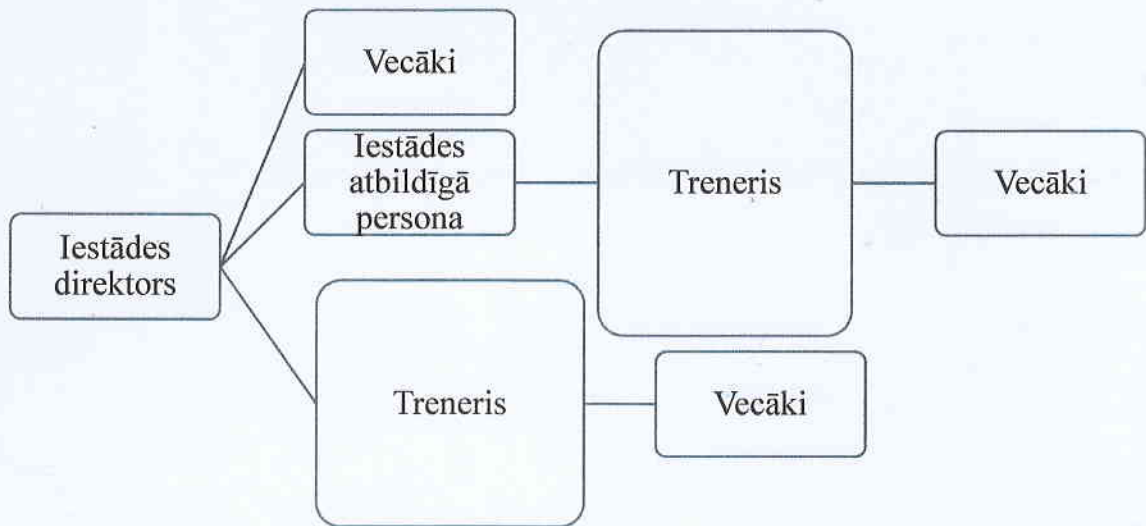 Vecāki
Iestādes
atbildīgā
persona
Treneris
Vecāki
Iestādes
direktors
Treneris
Vecāki